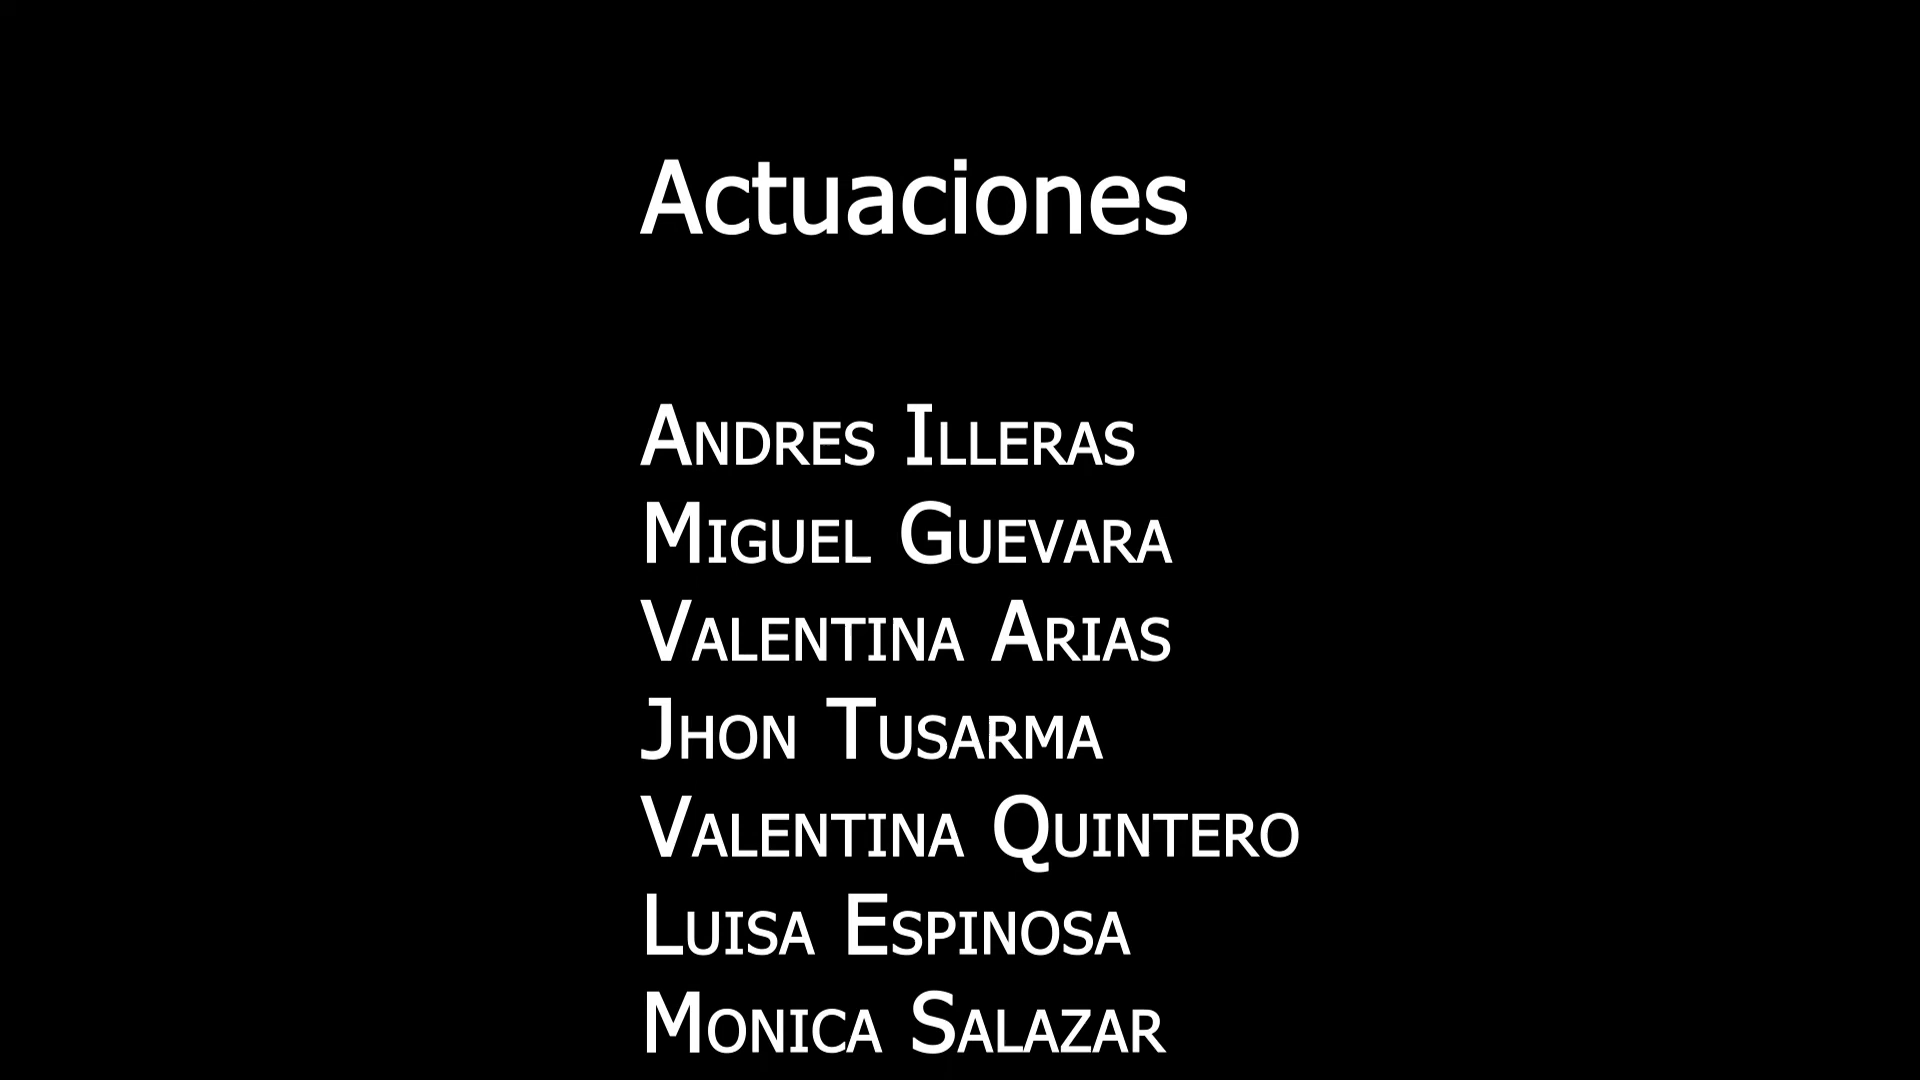 Actuaciones
Andres Illeras
Miguel Guevara
Valentina Arias
Jhon Tusarma
Valentina Quintero
Luisa Espinosa
Monica Salazar